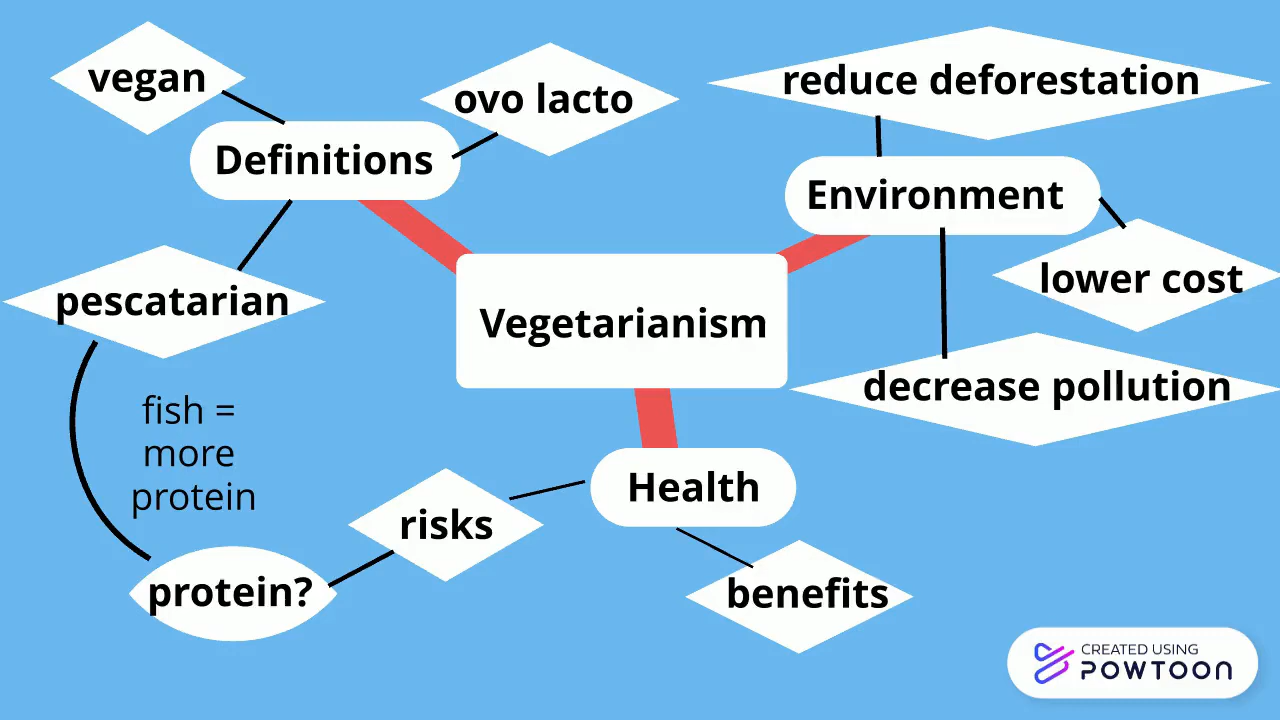 vegan
ovo lacto
reduce deforestation
Definitions
Environment
pescatarian
lower cost
Vegetarianism
decrease pollution
fish =
more
protein
Health
risks
protein?
benefits
CREATED USING
POWTOON